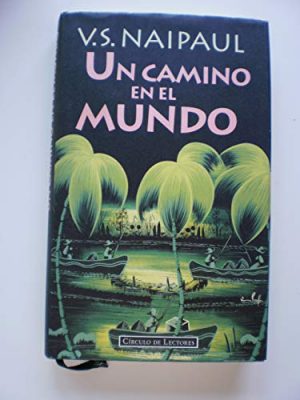 V.S. NAIPAUL
UN CAMINO
EN EL
MUNDO
CÍRCULO DE LECTORES